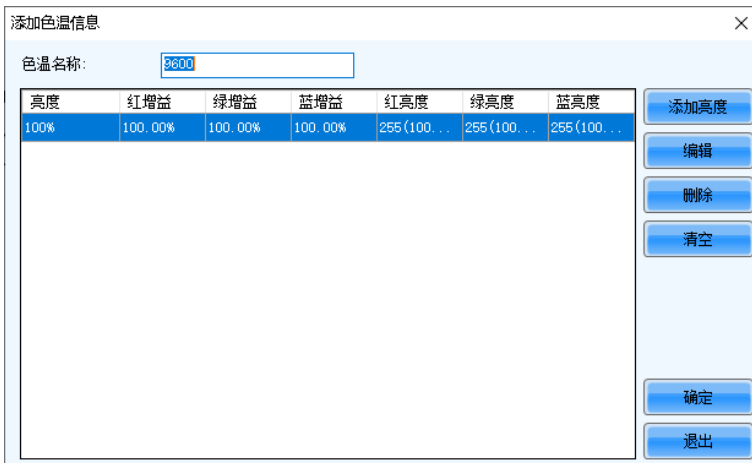 添加色温信息
色温名称: 9600
亮度 红增益 绿增益 蓝增益 红亮度 绿亮度 蓝亮度
100% 100.00% 100.00% 100.00% 255(100... 255(100... 255(100...
添加亮度
编辑
删除
清空
确定
退出